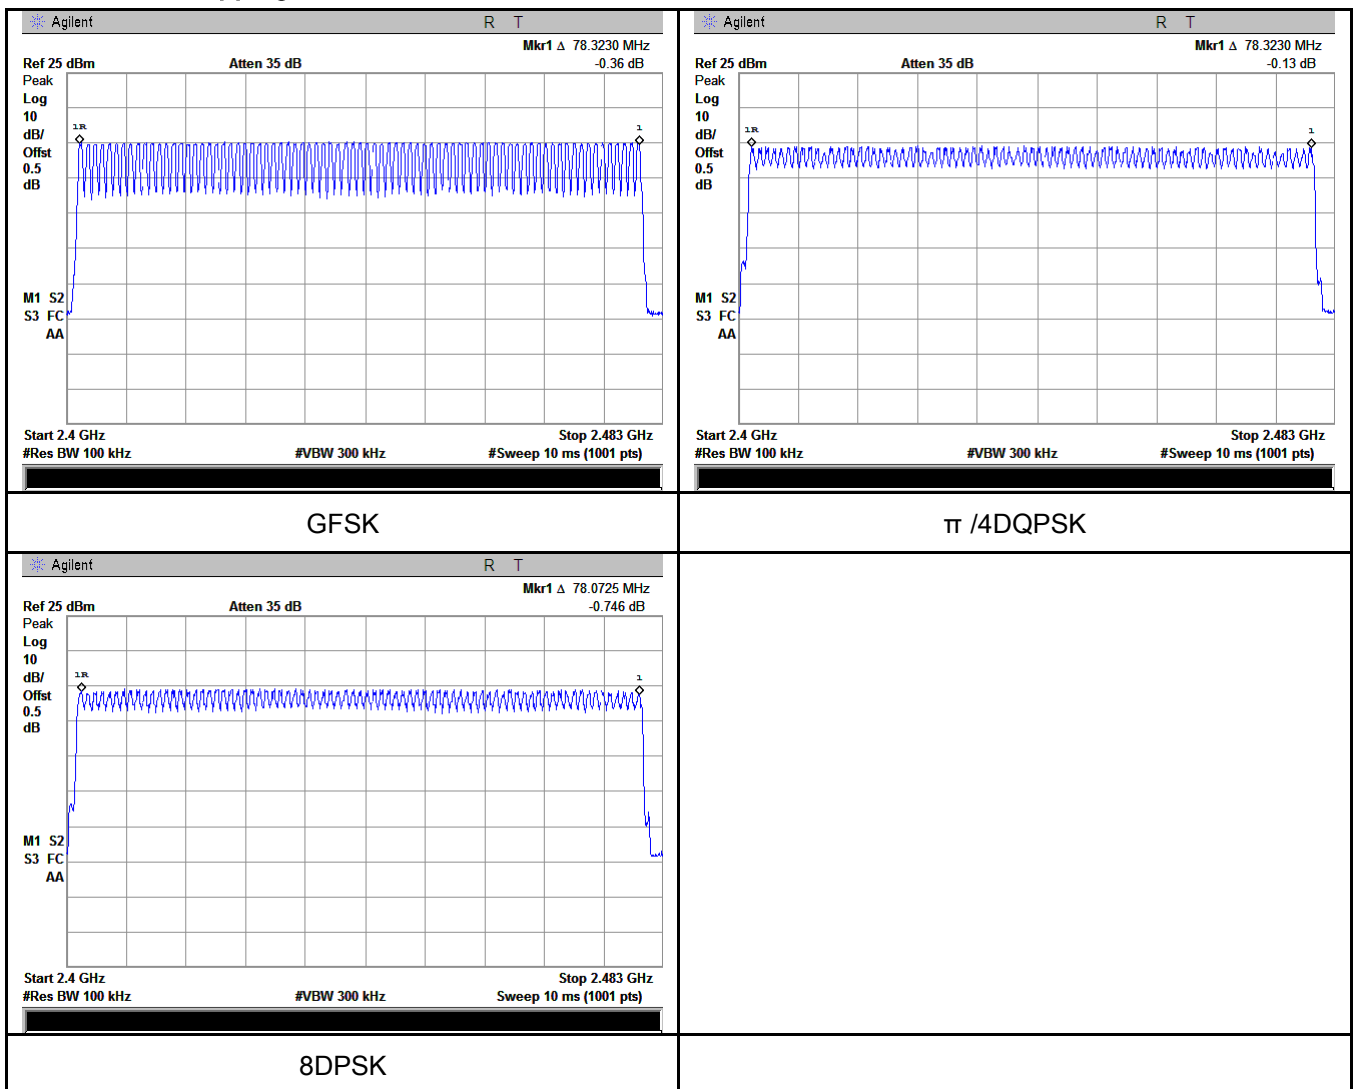 Agilent R T
Mkr1 Δ 78.3230 MHz
Ref 25 dBm Atten 35 dB -0.36 dB
Peak
Log
10
dB/
Offst
0.5
dB
1R
1
M1 S2
S3 FC
AA
Start 2.4 GHz Stop 2.483 GHz
#Res BW 100 kHz #VBW 300 kHz #Sweep 10 ms (1001 pts)
GFSK
Agilent R T
Mkr1 Δ 78.3230 MHz
Ref 25 dBm Atten 35 dB -0.13 dB
Peak
Log
10
dB/
Offst
0.5
dB
1R
1
M1 S2
S3 FC
AA
Start 2.4 GHz Stop 2.483 GHz
#Res BW 100 kHz #VBW 300 kHz #Sweep 10 ms (1001 pts)
π /4DQPSK
Agilent R T
Mkr1 Δ 78.0725 MHz
Ref 25 dBm Atten 35 dB -0.746 dB
Peak
Log
10
dB/
Offst
0.5
dB
1R
1
M1 S2
S3 FC
AA
Start 2.4 GHz Stop 2.483 GHz
#Res BW 100 kHz #VBW 300 kHz Sweep 10 ms (1001 pts)
8DPSK